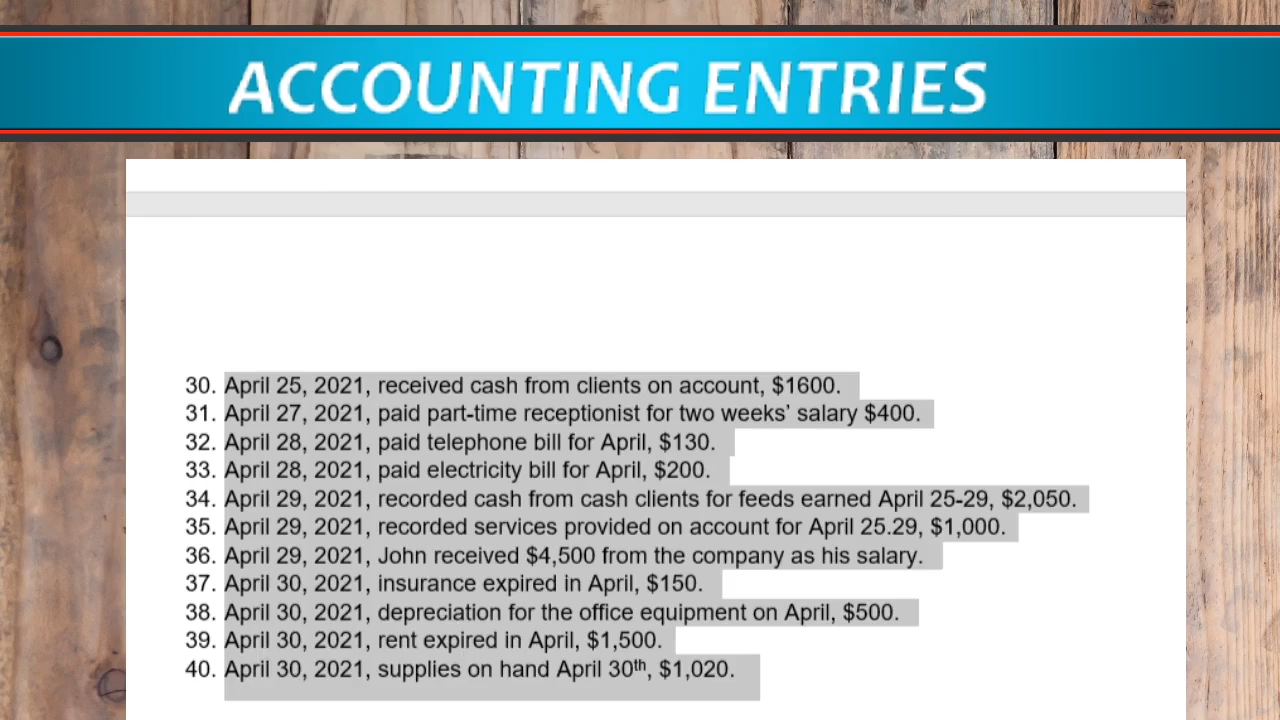 ACCOUNTING ENTRIES
30. April 25, 2021, received cash from clients on account, $1600.
31. April 27, 2021, paid part-time receptionist for two weeks’ salary $400.
32. April 28, 2021, paid telephone bill for April, $130.
33. April 28, 2021, paid electricity bill for April, $200.
34. April 29, 2021, recorded cash from cash clients for feeds earned April 25-29, $2,050.
35. April 29, 2021, recorded services provided on account for April 25.29, $1,000.
36. April 29, 2021, John received $4,500 from the company as his salary.
37. April 30, 2021, insurance expired in April, $150.
38. April 30, 2021, depreciation for the office equipment on April, $500.
39. April 30, 2021, rent expired in April, $1,500.
40. April 30, 2021, supplies on hand April 30th, $1,020.